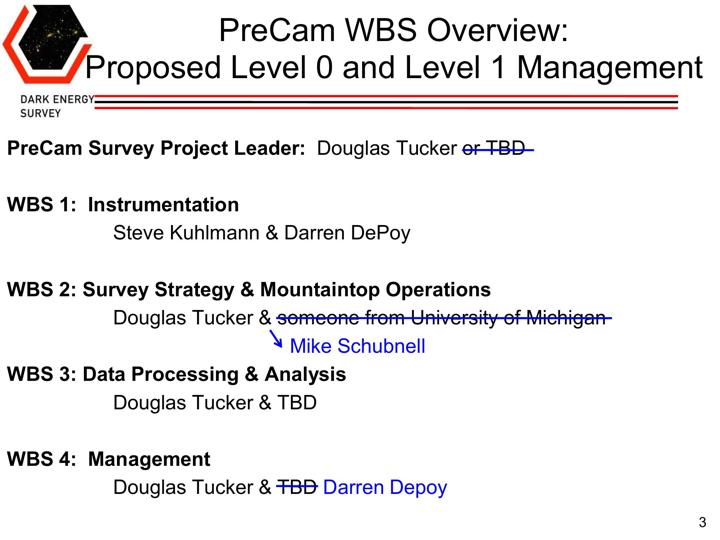 PreCam WBS Overview:
Proposed Level 0 and Level 1 Management
DARK ENERGY
SURVEY
PreCam Survey Project Leader: Douglas Tucker or TBD
WBS 1: Instrumentation
Steve Kuhlmann & Darren DePoy
WBS 2: Survey Strategy & Mountaintop Operations
Douglas Tucker & someone from University of Michigan
Mike Schubnell
WBS 3: Data Processing & Analysis
Douglas Tucker & TBD
WBS 4: Management
Douglas Tucker & TBD Darren Depoy
3